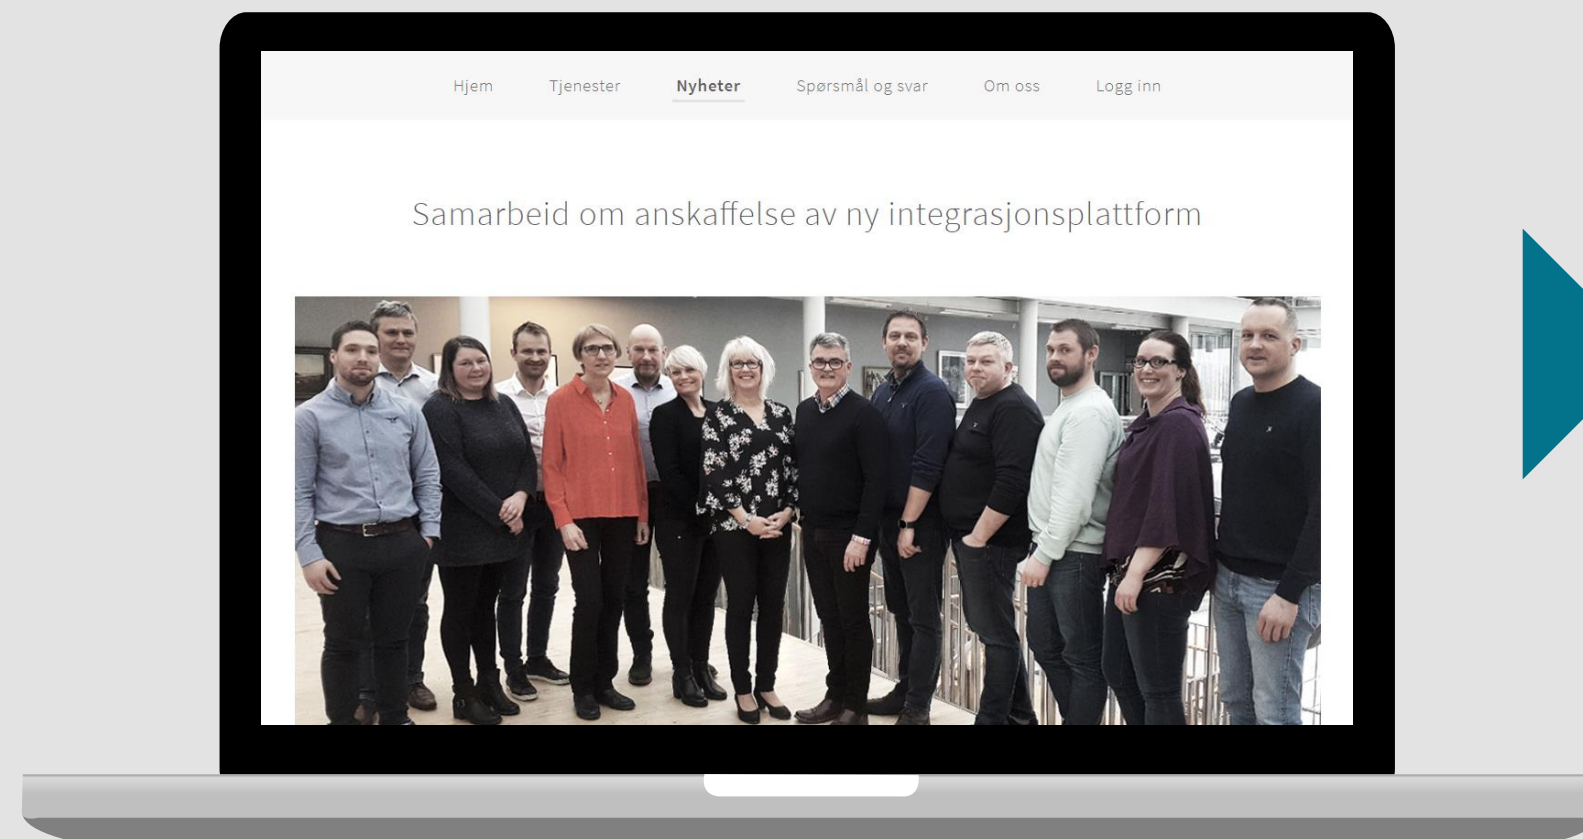 Hjem Tjenester Nyheter Spørsmål og svar Om oss Logg inn
Samarbeid om anskaffelse av ny integrasjonsplattform